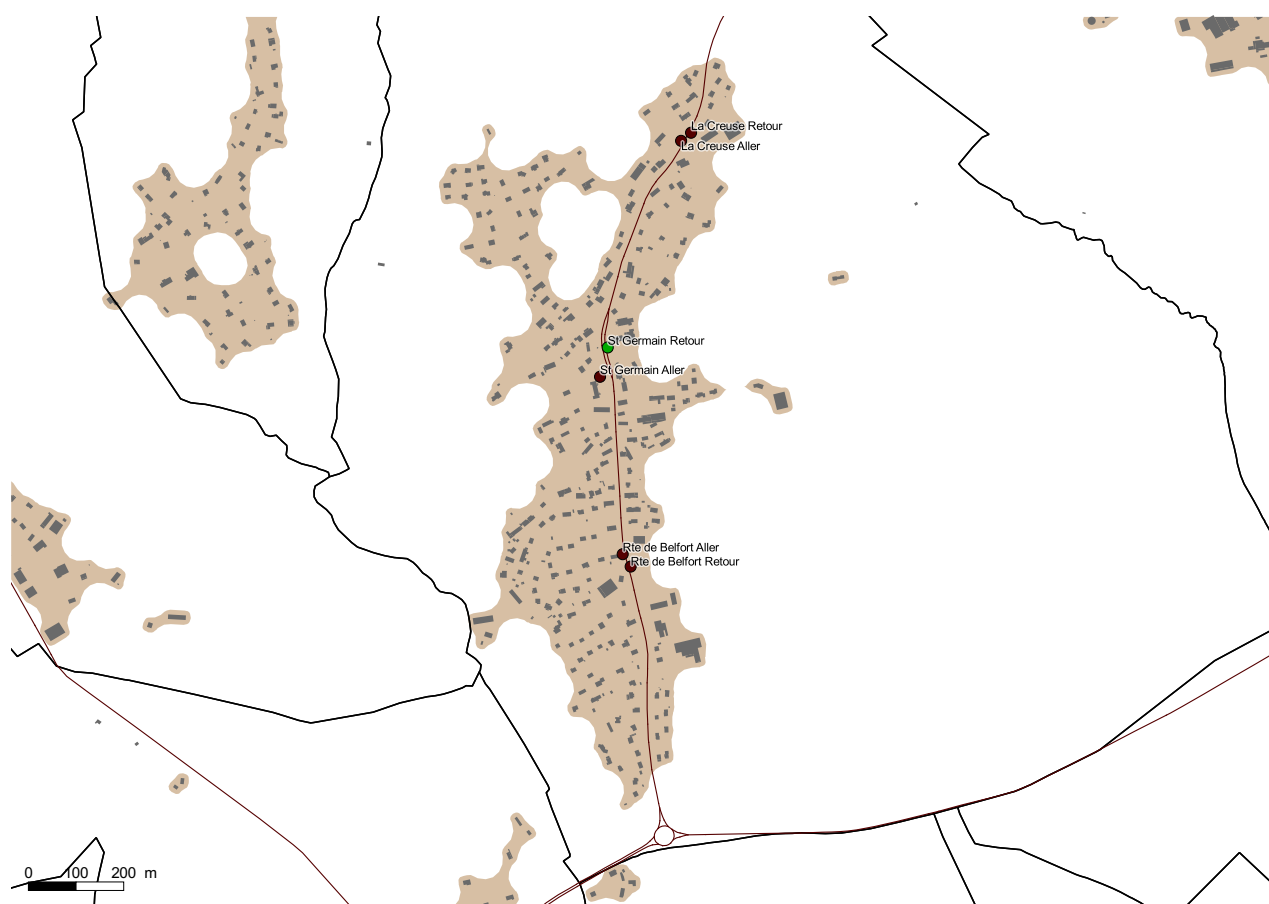 La Creuse Retour
La Creuse Aller
St Germain Retour
St Germain Aller
Rte de Belfort Aller
Rte de Belfort Retour
0 100 200 m